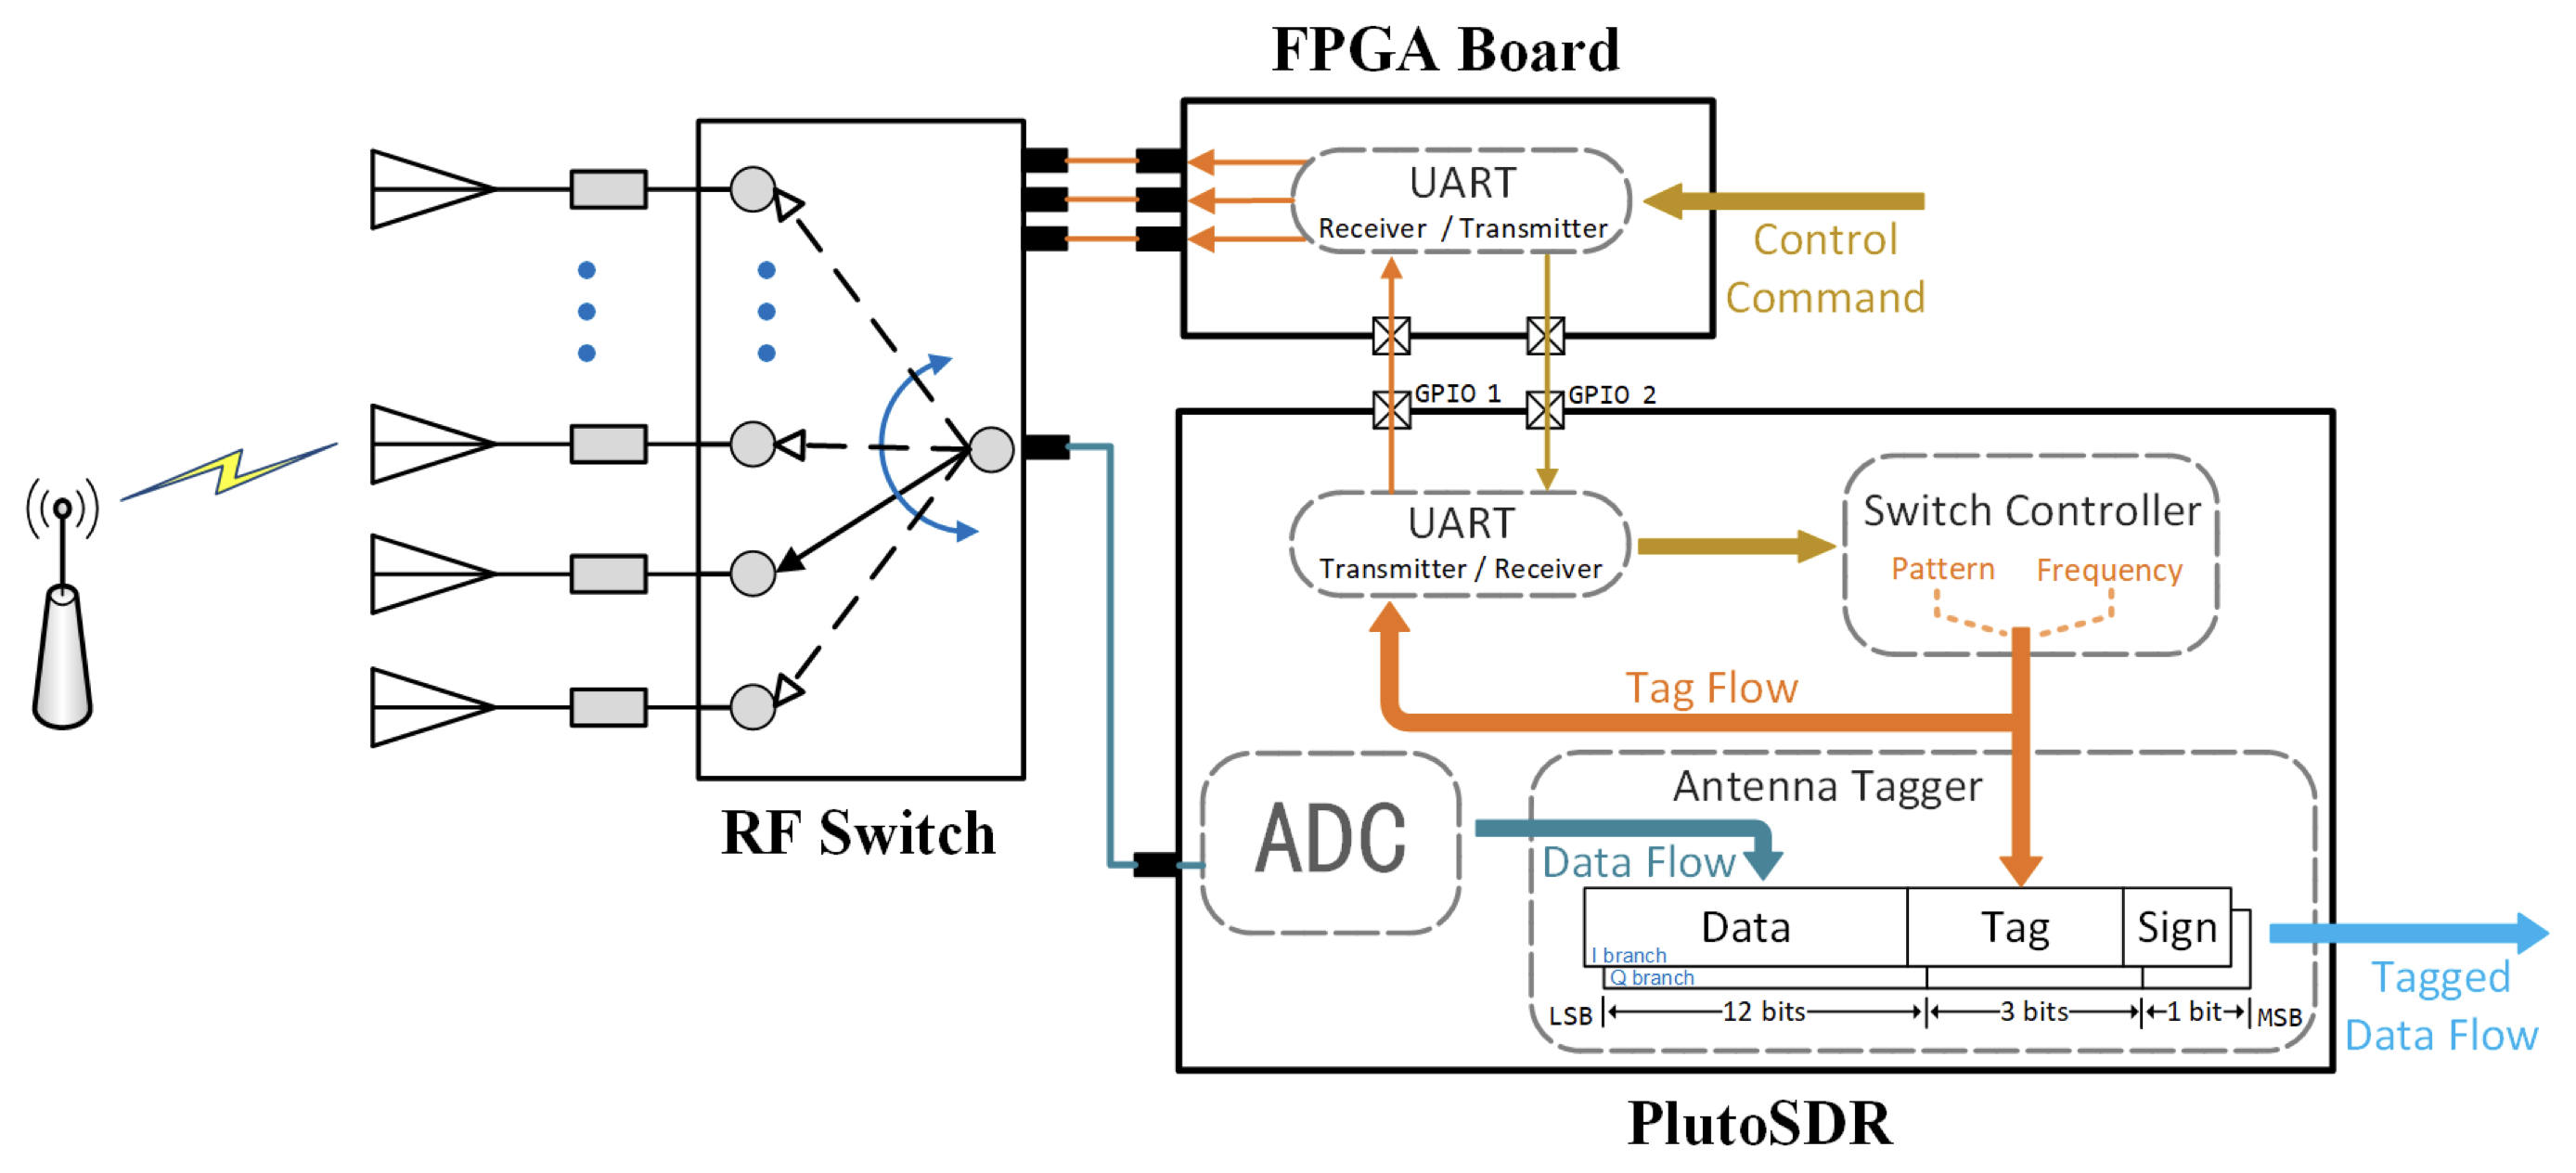 FPGA Board
UART
Receiver / Transmitter
Control
Command
GPIO 1
GPIO 2
UART
Transmitter / Receiver
Switch Controller
Pattern
Frequency
Tag Flow
RF Switch
ADC
Antenna Tagger
Data Flow
Data
Tag
Sign
I branch
Q branch
LSB
12 bits
3 bits
1 bit
MSB
Tagged
Data Flow
PlutoSDR